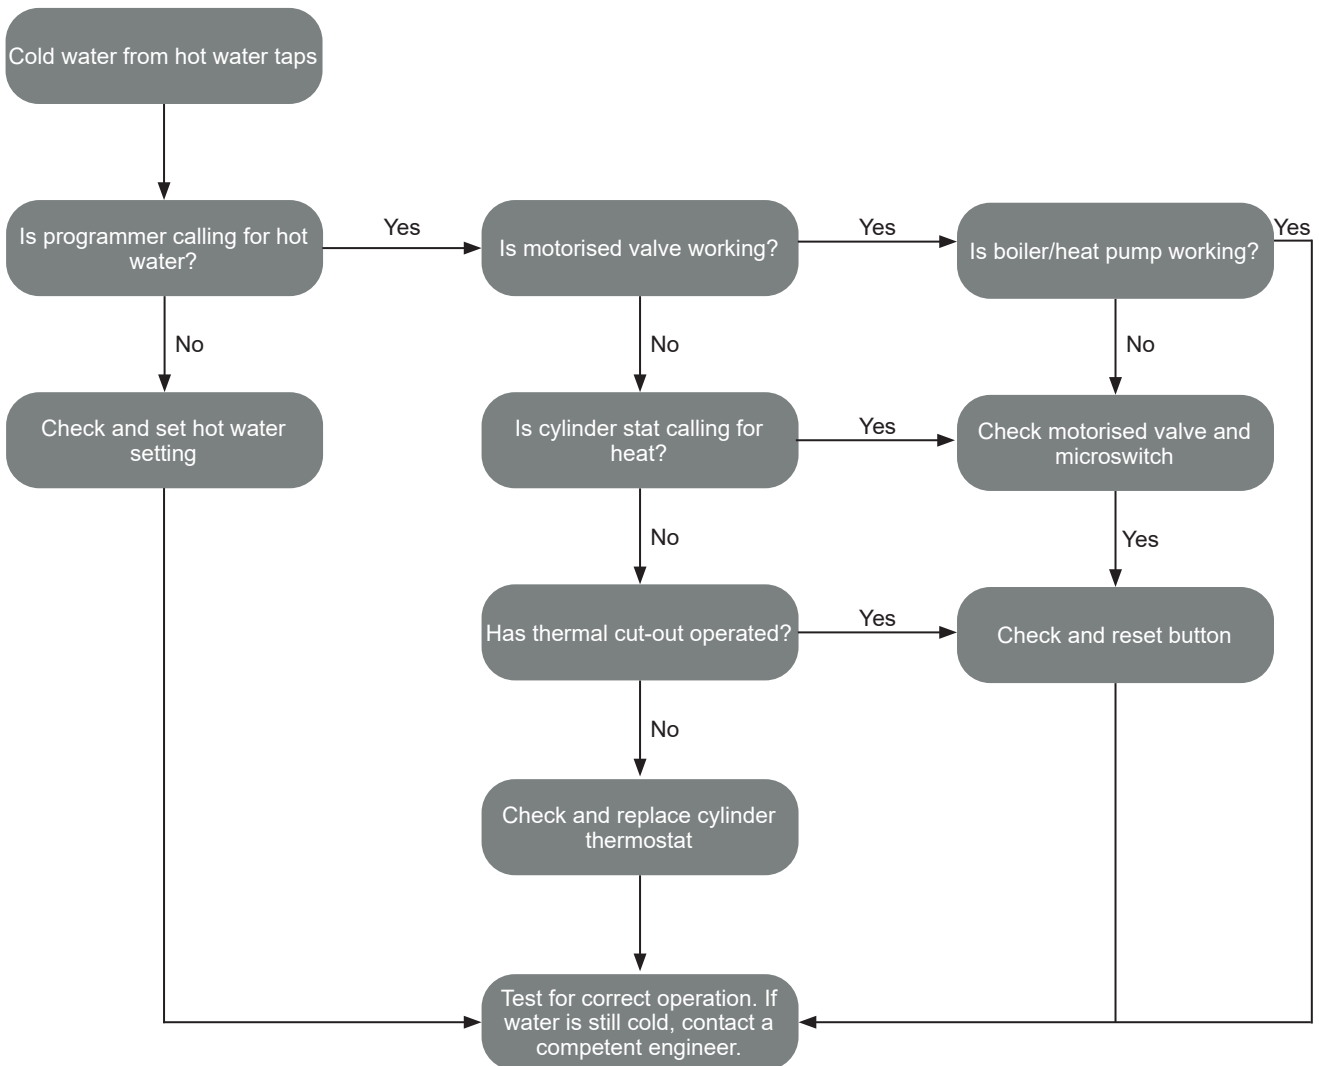 Cold water from hot water taps
Is programmer calling for hot
water?
Yes
Is motorised valve working?
Yes
Is boiler/heat pump working?
Yes
No
No
No
Check and set hot water
setting
Is cylinder stat calling for
heat?
Yes
Check motorised valve and
microswitch
No
Yes
Has thermal cut-out operated?
Yes
Check and reset button
No
Check and replace cylinder
thermostat
Test for correct operation. If
water is still cold, contact a
competent engineer.